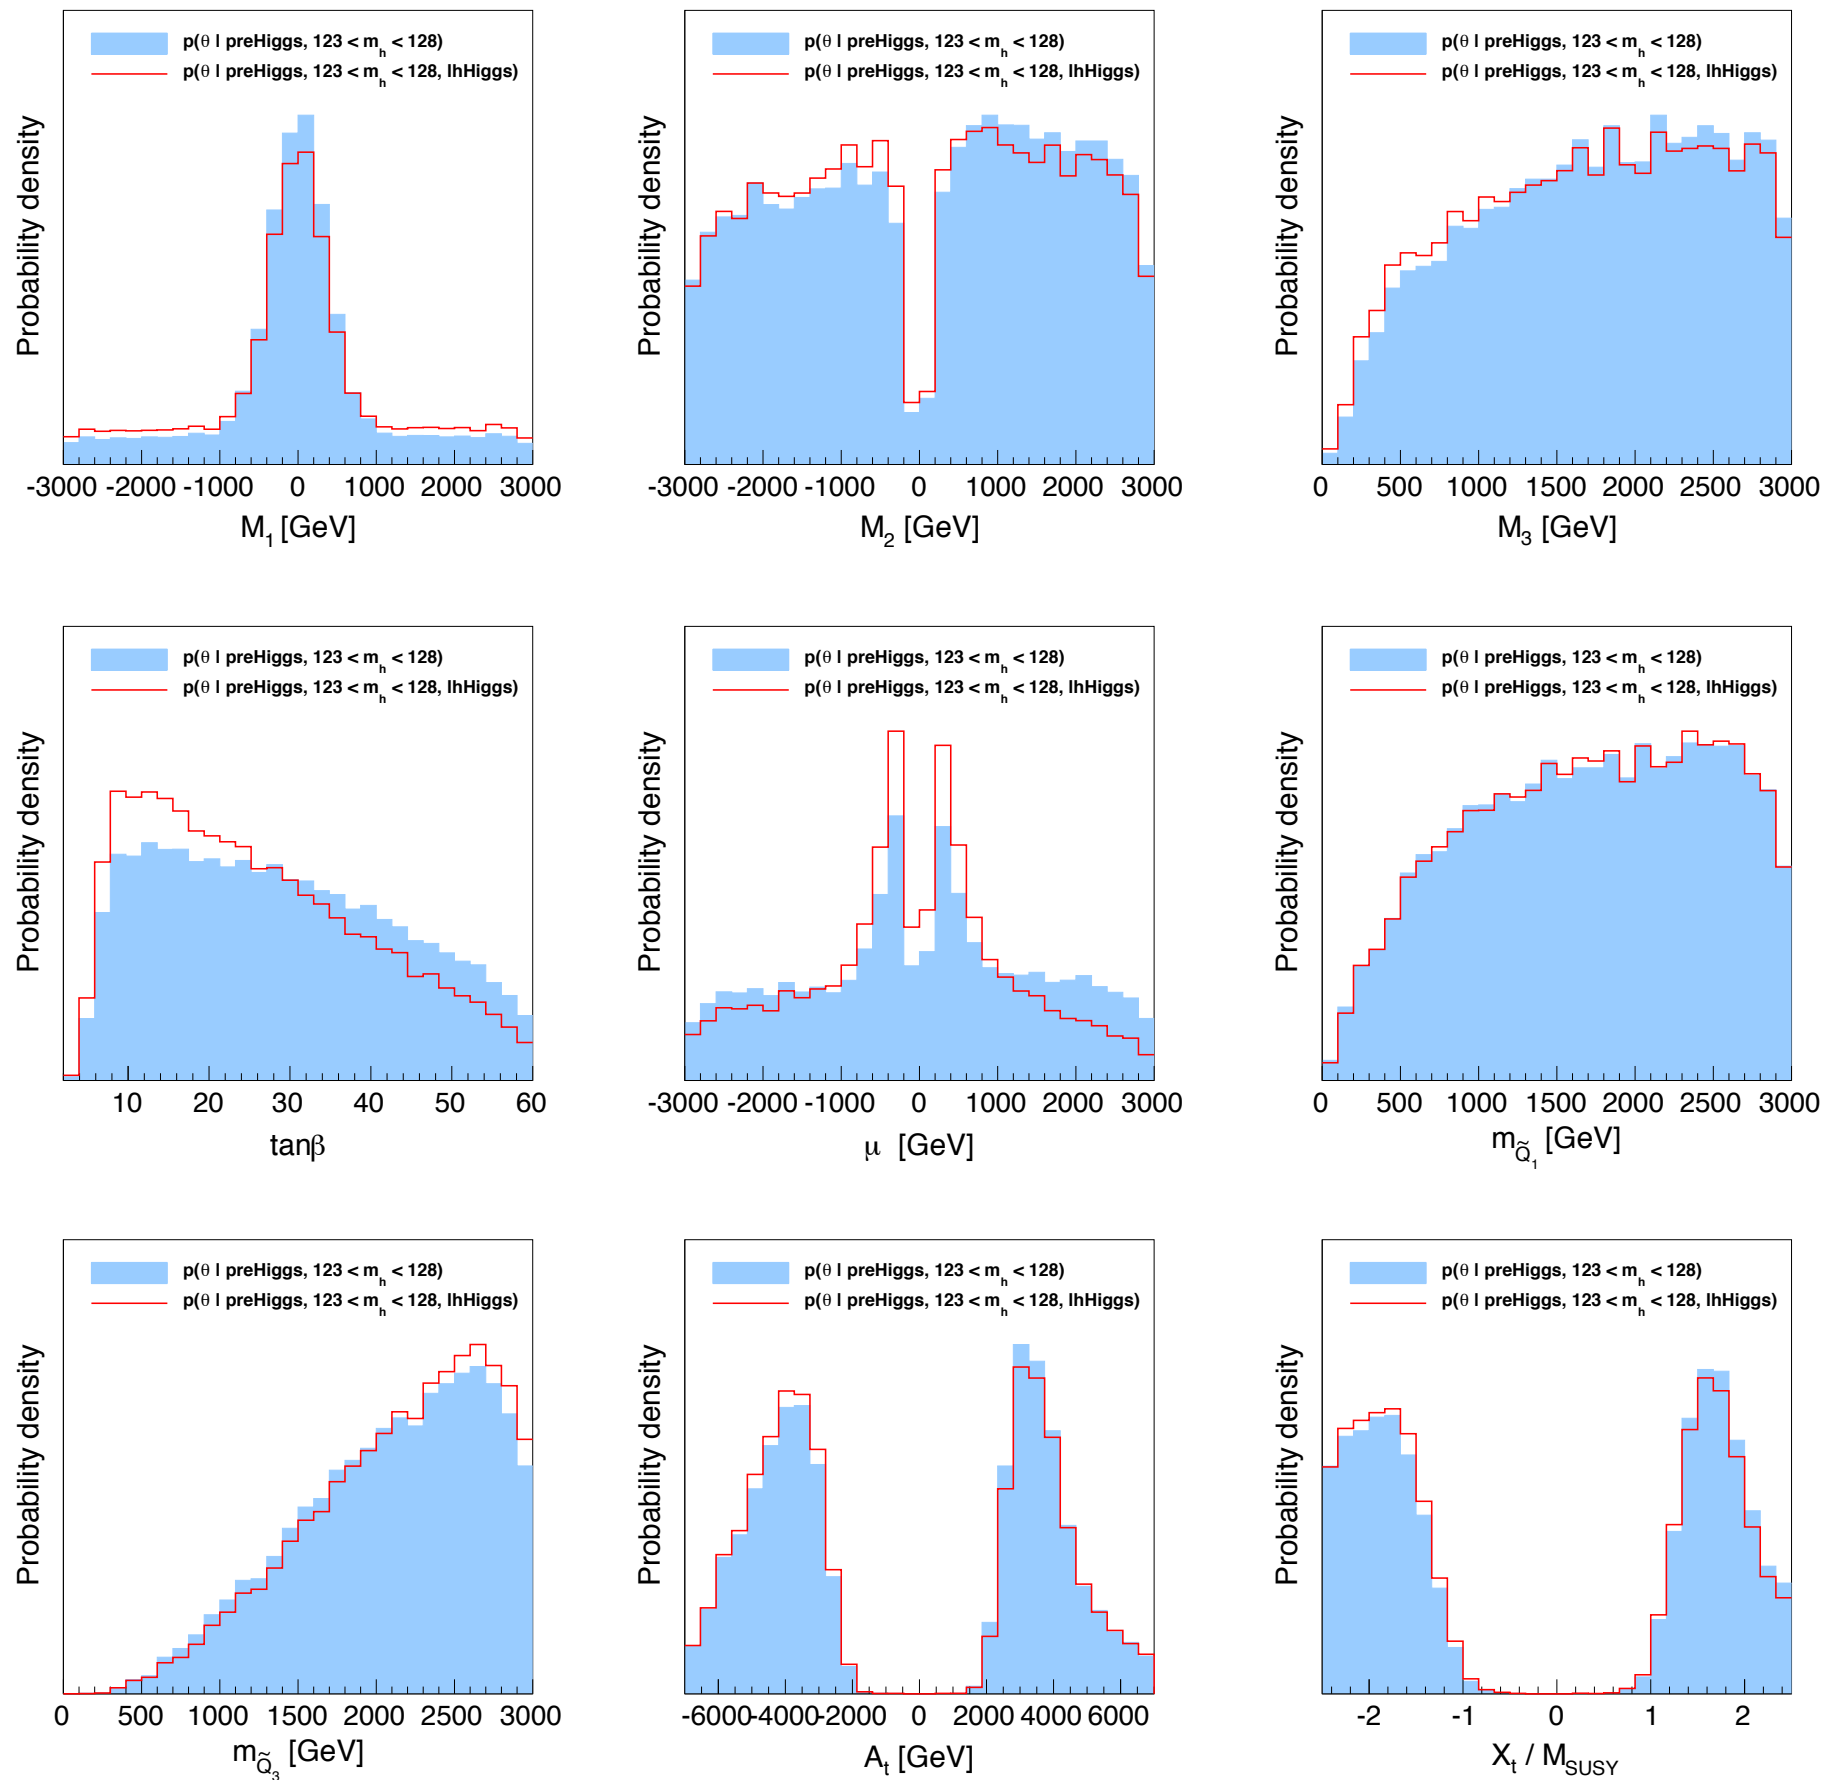 p(θ | preHiggs, 123 < m_h < 128)
p(θ | preHiggs, 123 < m_h < 128, lhHiggs)
Probability density
-3000 -2000 -1000 0 1000 2000 3000
M_1 [GeV]
p(θ | preHiggs, 123 < m_h < 128)
p(θ | preHiggs, 123 < m_h < 128, lhHiggs)
Probability density
-3000 -2000 -1000 0 1000 2000 3000
M_2 [GeV]
p(θ | preHiggs, 123 < m_h < 128)
p(θ | preHiggs, 123 < m_h < 128, lhHiggs)
Probability density
0 500 1000 1500 2000 2500 3000
M_3 [GeV]
p(θ | preHiggs, 123 < m_h < 128)
p(θ | preHiggs, 123 < m_h < 128, lhHiggs)
Probability density
10 20 30 40 50 60
tanβ
p(θ | preHiggs, 123 < m_h < 128)
p(θ | preHiggs, 123 < m_h < 128, lhHiggs)
Probability density
-3000 -2000 -1000 0 1000 2000 3000
μ [GeV]
p(θ | preHiggs, 123 < m_h < 128)
p(θ | preHiggs, 123 < m_h < 128, lhHiggs)
Probability density
0 500 1000 1500 2000 2500 3000
m_Q̃_1 [GeV]
p(θ | preHiggs, 123 < m_h < 128)
p(θ | preHiggs, 123 < m_h < 128, lhHiggs)
Probability density
0 500 1000 1500 2000 2500 3000
m_Q̃_3 [GeV]
p(θ | preHiggs, 123 < m_h < 128)
p(θ | preHiggs, 123 < m_h < 128, lhHiggs)
Probability density
-6000 -4000 -2000 0 2000 4000 6000
A_t [GeV]
p(θ | preHiggs, 123 < m_h < 128)
p(θ | preHiggs, 123 < m_h < 128, lhHiggs)
Probability density
-2 -1 0 1 2
X_t / M_SUSY